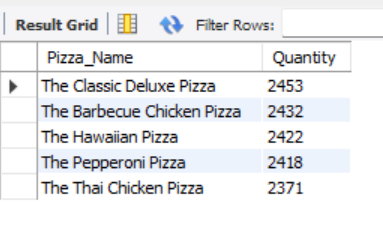 Result Grid Filter Rows:
Pizza_Name Quantity
The Classic Deluxe Pizza 2453
The Barbecue Chicken Pizza 2432
The Hawaiian Pizza 2422
The Pepperoni Pizza 2418
The Thai Chicken Pizza 2371